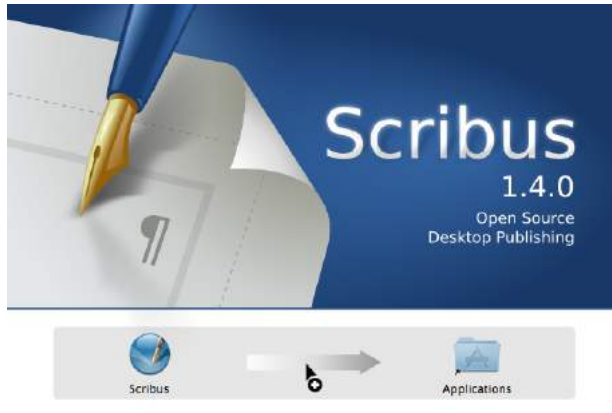 Scribus
1.4.0
Open Source
Desktop Publishing
¶
Scribus
Applications